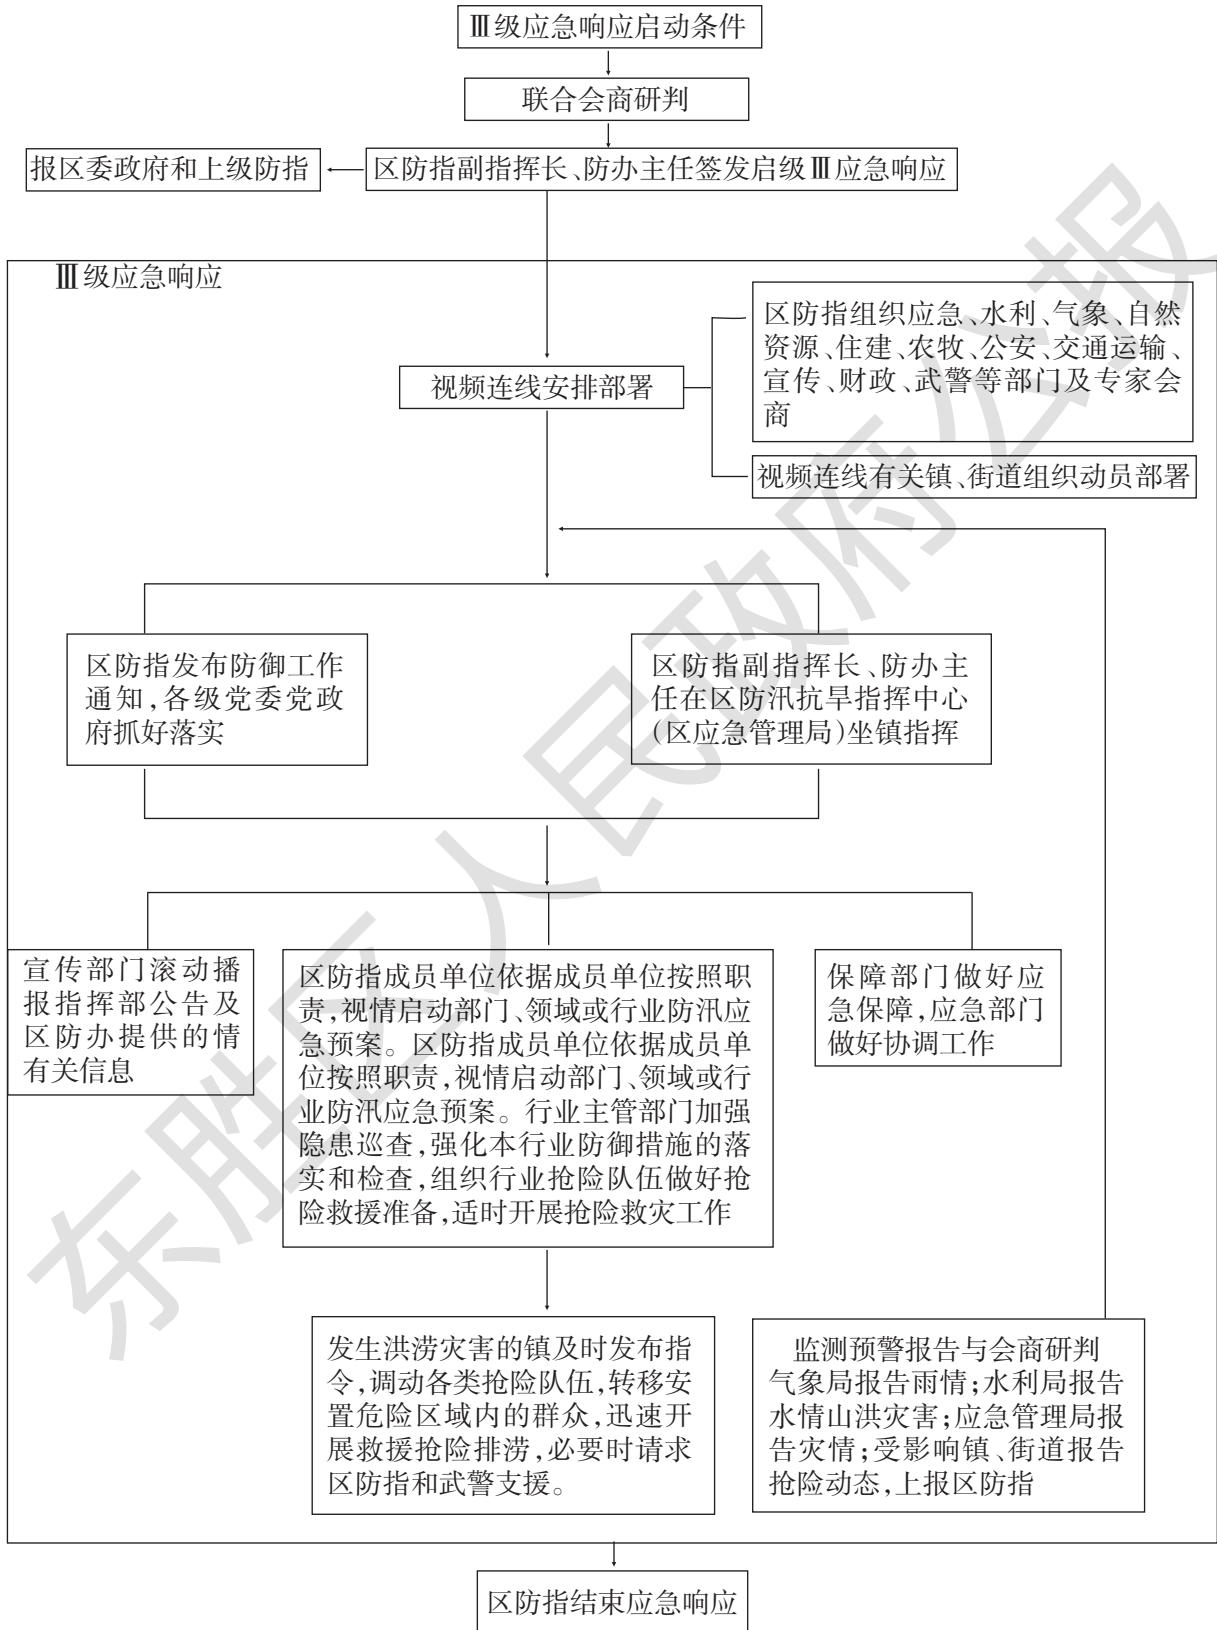 Ⅲ级应急响应启动条件
联合会商研判
报区委政府和上级防指
区防指副指挥长、防办主任签发启级Ⅲ应急响应
Ⅲ级应急响应
区防指组织应急、水利、气象、自然
资源、住建、农牧、公安、交通运输、
宣传、财政、武警等部门及专家会
商
视频连线安排部署
视频连线有关镇、街道组织动员部署
区防指发布防御工作
通知,各级党委党政
府抓好落实
区防指副指挥长、防办主
任在区防汛抗旱指挥中心
(区应急管理局)坐镇指挥
宣传部门滚动播
报指挥部公告及
区防办提供的情
有关信息
区防指成员单位依据成员单位按照职
责,视情启动部门、领域或行业防汛应
急预案。区防指成员单位依据成员单
位按照职责,视情启动部门、领域或行
业防汛应急预案。行业主管部门加强
隐患巡查,强化本行业防御措施的落
实和检查,组织行业抢险队伍做好抢
险救援准备,适时开展抢险救灾工作
保障部门做好应
急保障,应急部门
做好协调工作
发生洪涝灾害的镇及时发布指
令,调动各类抢险队伍,转移安
置危险区域内的群众,迅速开
展救援抢险排涝,必要时请求
区防指和武警支援。
监测预警报告与会商研判
气象局报告雨情;水利局报告
水情山洪灾害;应急管理局报
告灾情;受影响镇、街道报告
抢险动态,上报区防指
区防指结束应急响应
东胜区人民政府公报